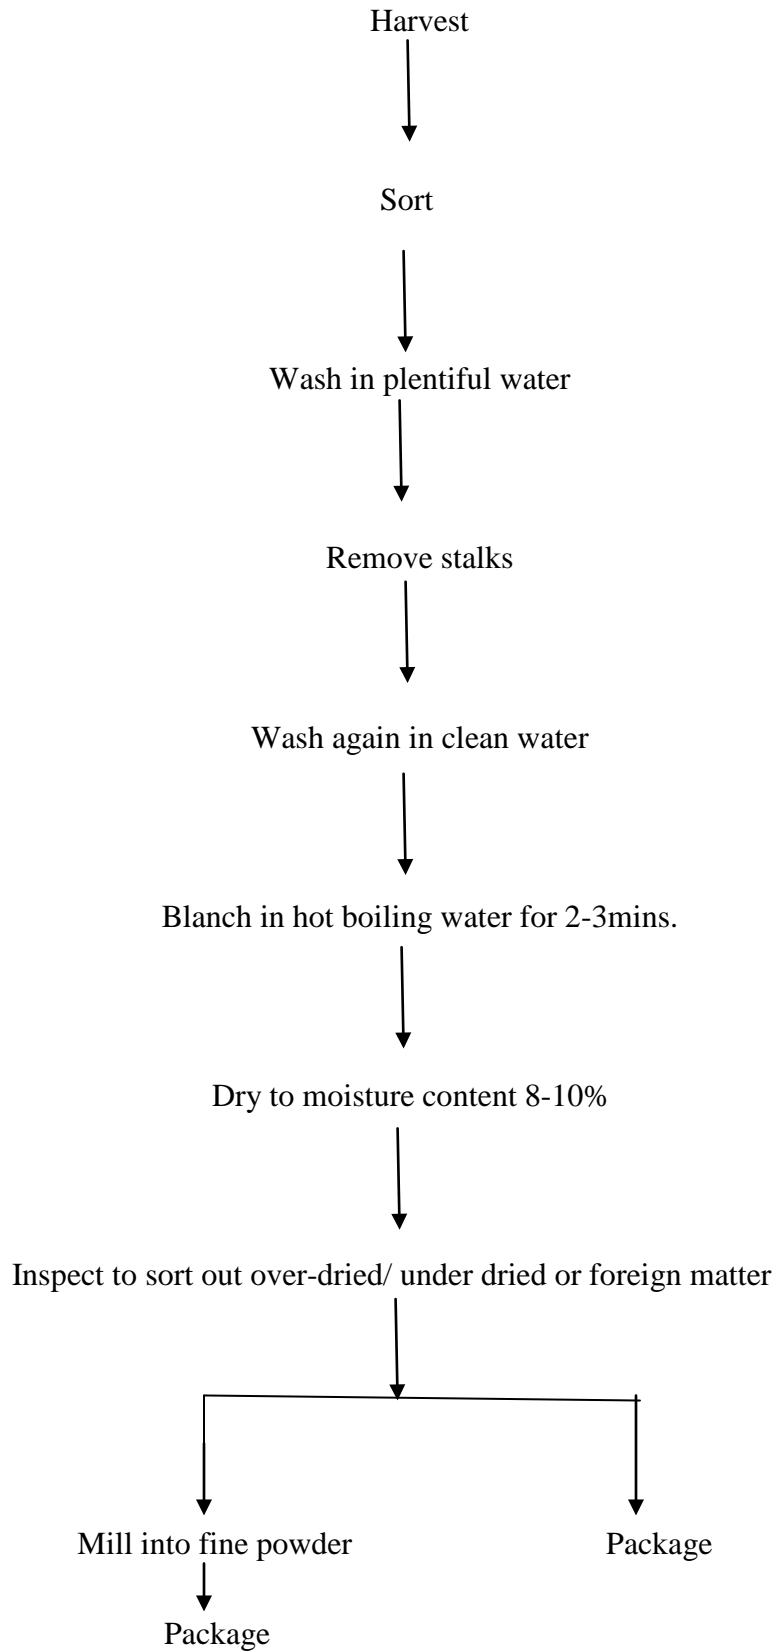 Harvest
Sort
Wash in plentiful water
Remove stalks
Wash again in clean water
Blanch in hot boiling water for 2-3mins.
Dry to moisture content 8-10%
Inspect to sort out over-dried/ under dried or foreign matter
Mill into fine powder
Package
Package